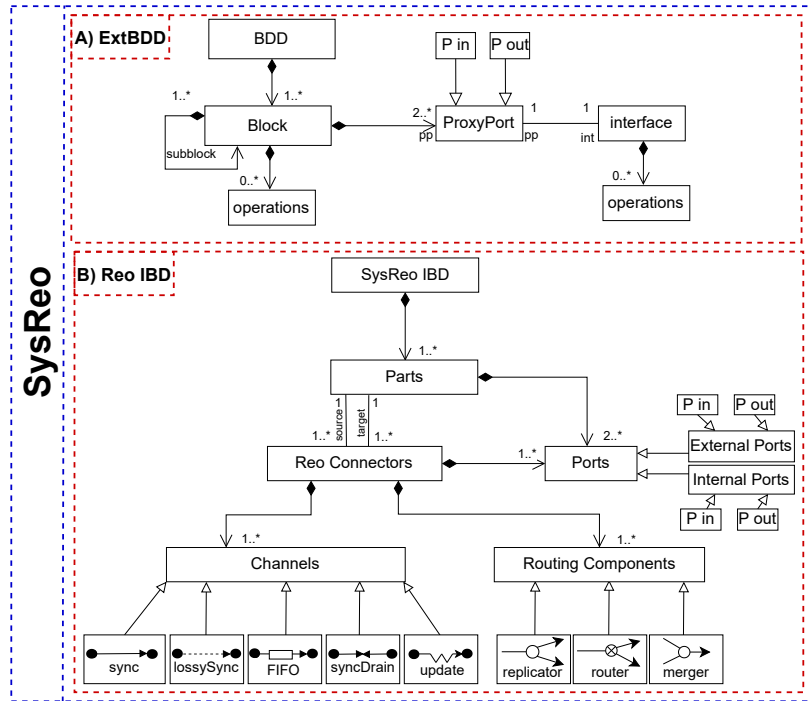 SysReo
A) ExtBDD
BDD
P in
P out
1..*
1..*
Block
subblock
2..*
pp
ProxyPort
1
pp
1
int
interface
0..*
operations
0..*
operations
B) Reo IBD
SysReo IBD
1..*
Parts
source
1
target
1
1..*
1..*
Reo Connectors
1..*
2..*
Ports
P in
P out
External Ports
Internal Ports
P in
P out
1..*
Channels
1..*
Routing Components
sync
lossySync
FIFO
syncDrain
update
replicator
router
merger